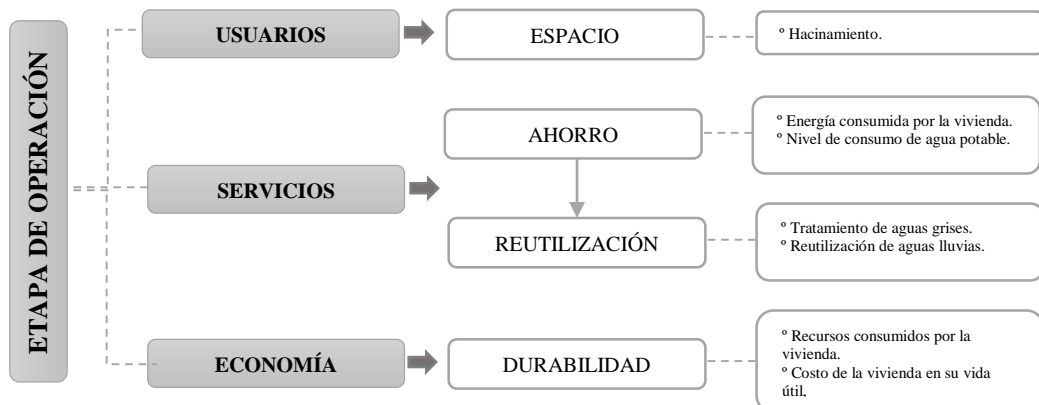 ETAPA DE OPERACIÓN
USUARIOS
ESPACIO
º Hacinamiento.
SERVICIOS
AHORRO
º Energía consumida por la vivienda.
º Nivel de consumo de agua potable.
REUTILIZACIÓN
º Tratamiento de aguas grises.
º Reutilización de aguas lluvias.
ECONOMÍA
DURABILIDAD
º Recursos consumidos por la
vivienda.
º Costo de la vivienda en su vida
útil,